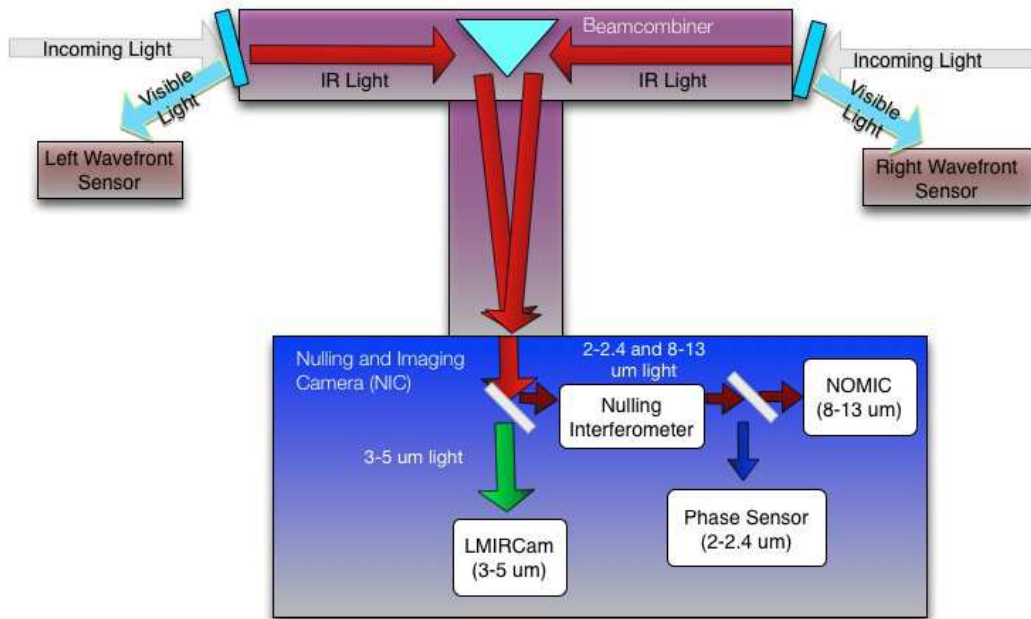 Beamcombiner
Incoming Light
IR Light
IR Light
Incoming Light
Visible
Light
Visible
Light
Left Wavefront
Sensor
Right Wavefront
Sensor
Nulling and Imaging
Camera (NIC)
2-2.4 and 8-13
um light
Nulling
Interferometer
NOMIC
(8-13 um)
3-5 um light
Phase Sensor
(2-2.4 um)
LMIRCam
(3-5 um)